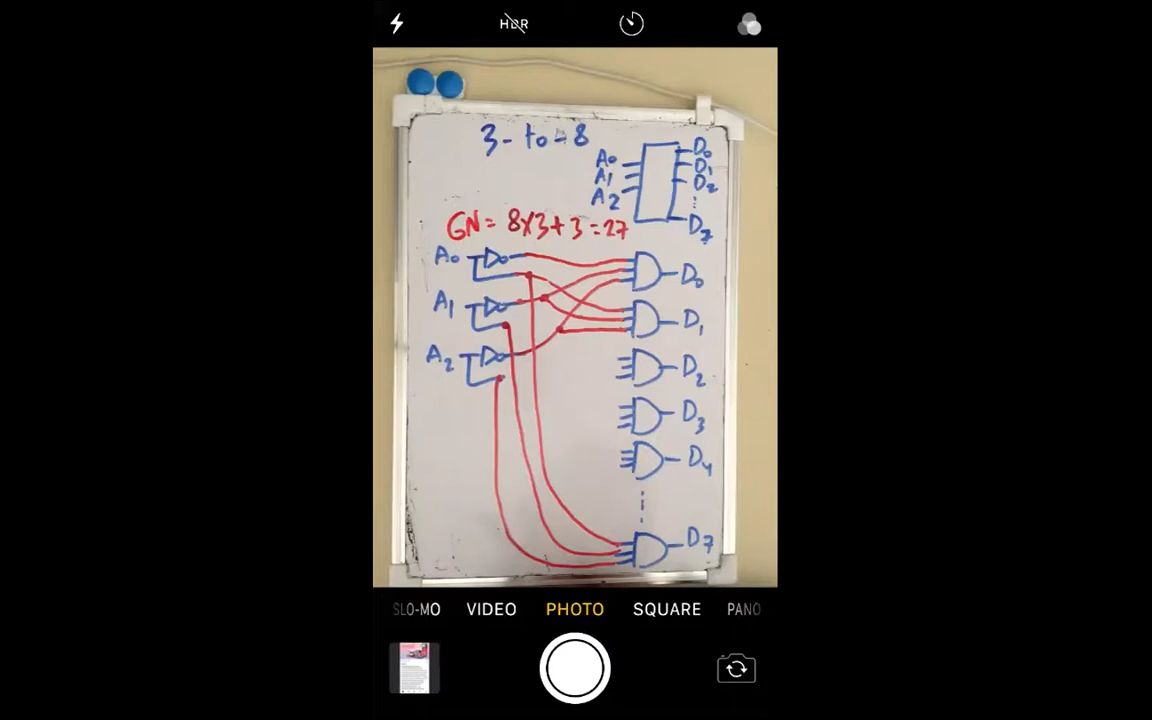 HDR
3-to-8
A0
A1
A2
D0
D1
D2
D7
GN = 8x3+3=27
A0
A1
A2
D0
D1
D2
D3
D4
D7
SLO-MO VIDEO PHOTO SQUARE PANO